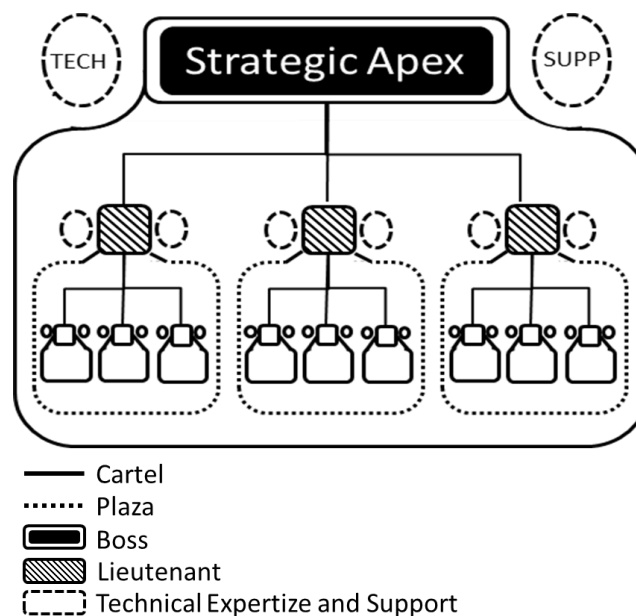 TECH
Strategic Apex
SUPP
Cartel
Plaza
Boss
Lieutenant
Technical Expertize and Support